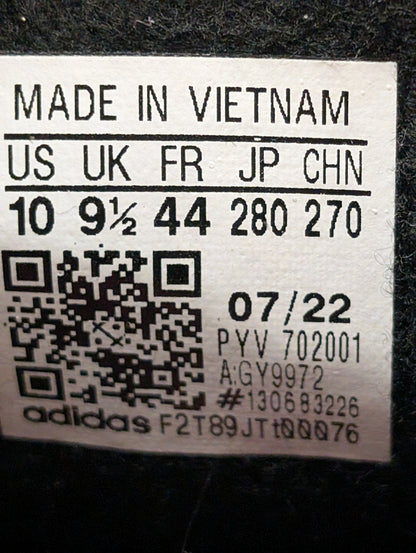 MADE IN VIETNAM
US UK FR JP CHN
10 9½ 44 280 270
07/22
PYV 702001
A:GY9972
#130683226
adidas F2T89JTt00076